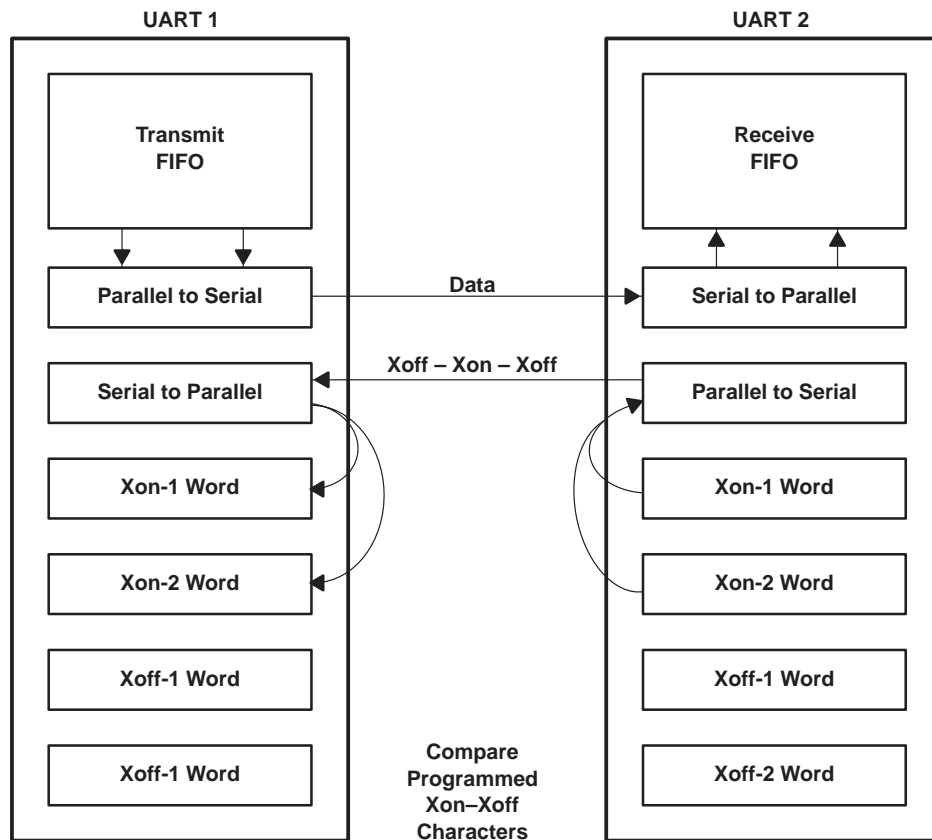 UART 1
UART 2
Transmit
FIFO
Receive
FIFO
Parallel to Serial
Data
Serial to Parallel
Serial to Parallel
Xoff – Xon – Xoff
Parallel to Serial
Xon-1 Word
Xon-1 Word
Xon-2 Word
Xon-2 Word
Xoff-1 Word
Xoff-1 Word
Xoff-1 Word
Compare
Programmed
Xon–Xoff
Characters
Xoff-2 Word